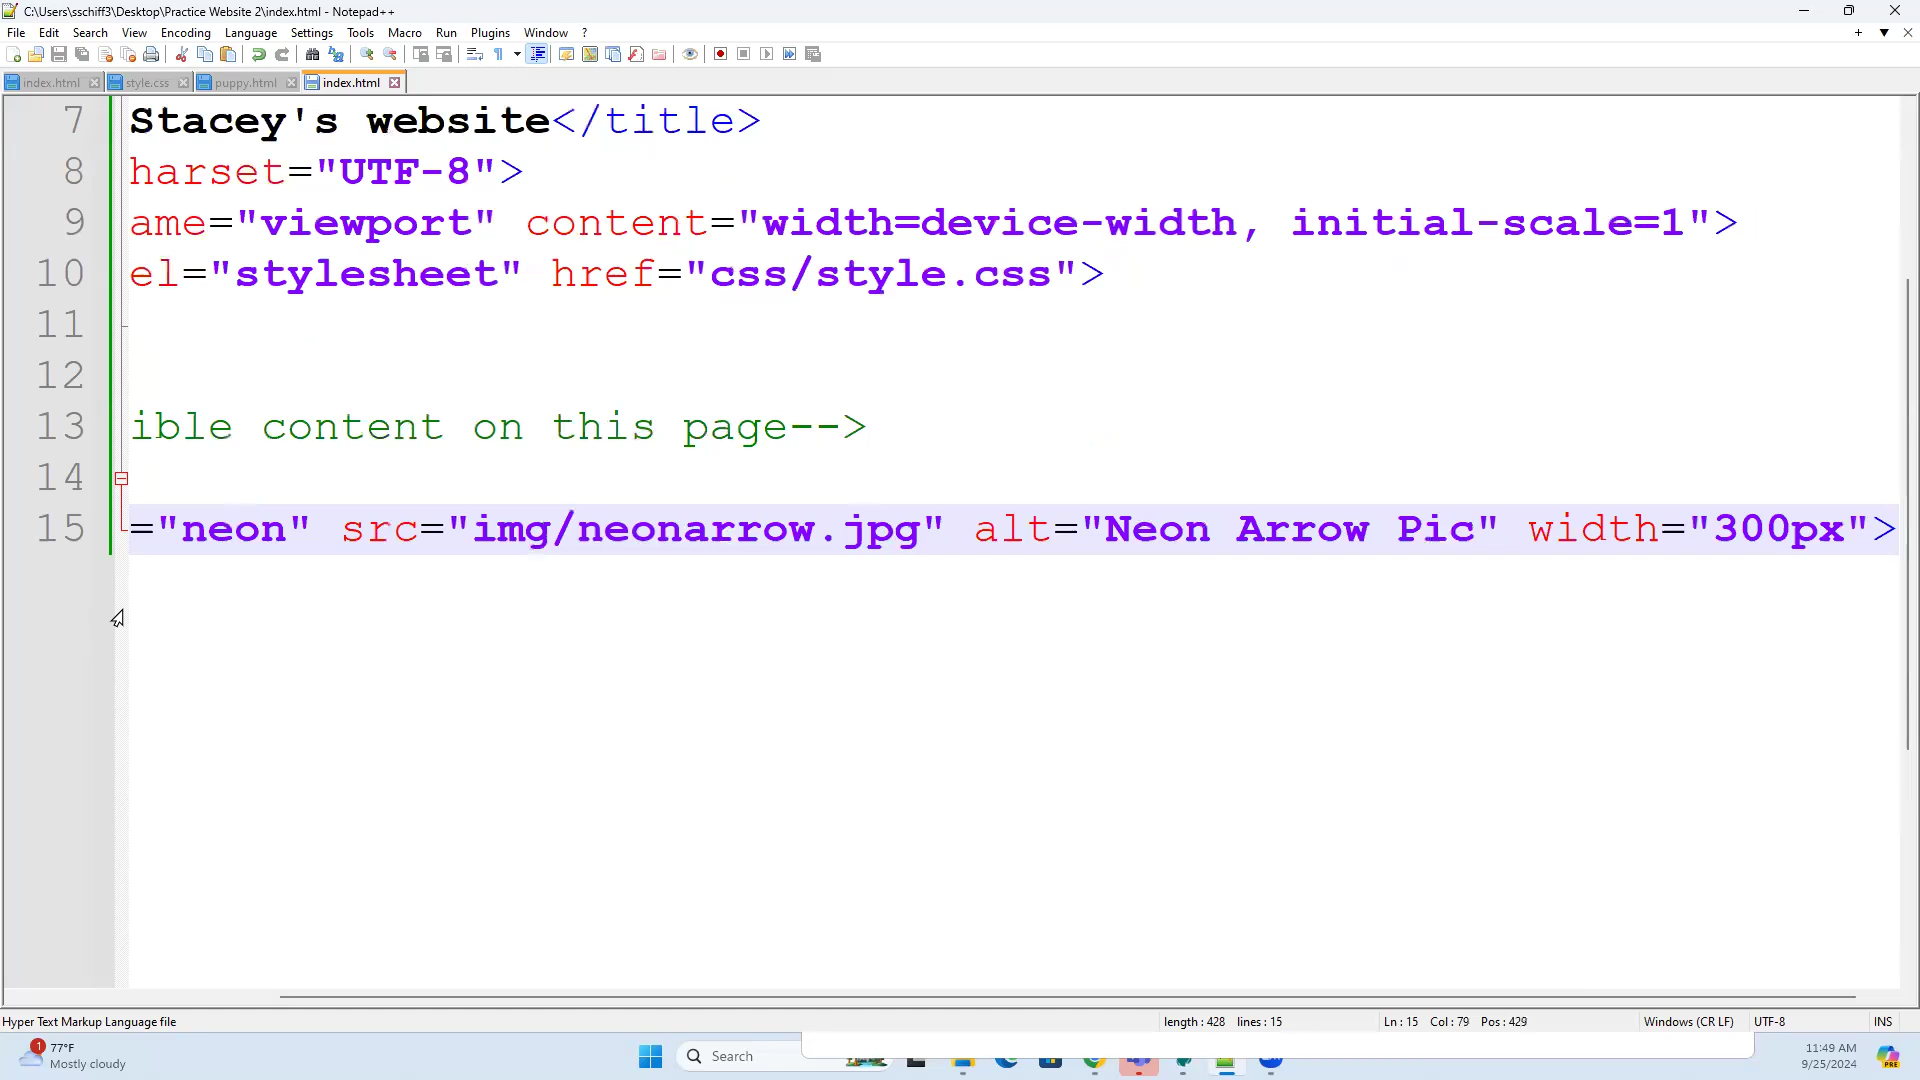 C:\Users\sschiff3\Desktop\Practice Website 2\index.html - Notepad++
File Edit Search View Encoding Language Settings Tools Macro Run Plugins Window ?
index.html style.css puppy.html index.html
7 Stacey's website</title>
8 harset="UTF-8">
9 ame="viewport" content="width=device-width, initial-scale=1">
10 el="stylesheet" href="css/style.css">
11
12
13 ible content on this page-->
14
15 ="neon" src="img/neonarrow.jpg" alt="Neon Arrow Pic" width="300px">
Hyper Text Markup Language file length : 428 lines : 15 Ln : 15 Col : 79 Pos : 429 Windows (CR LF) UTF-8 INS
1 77°F
Mostly cloudy
Search
11:49 AM
9/25/2024
PRE